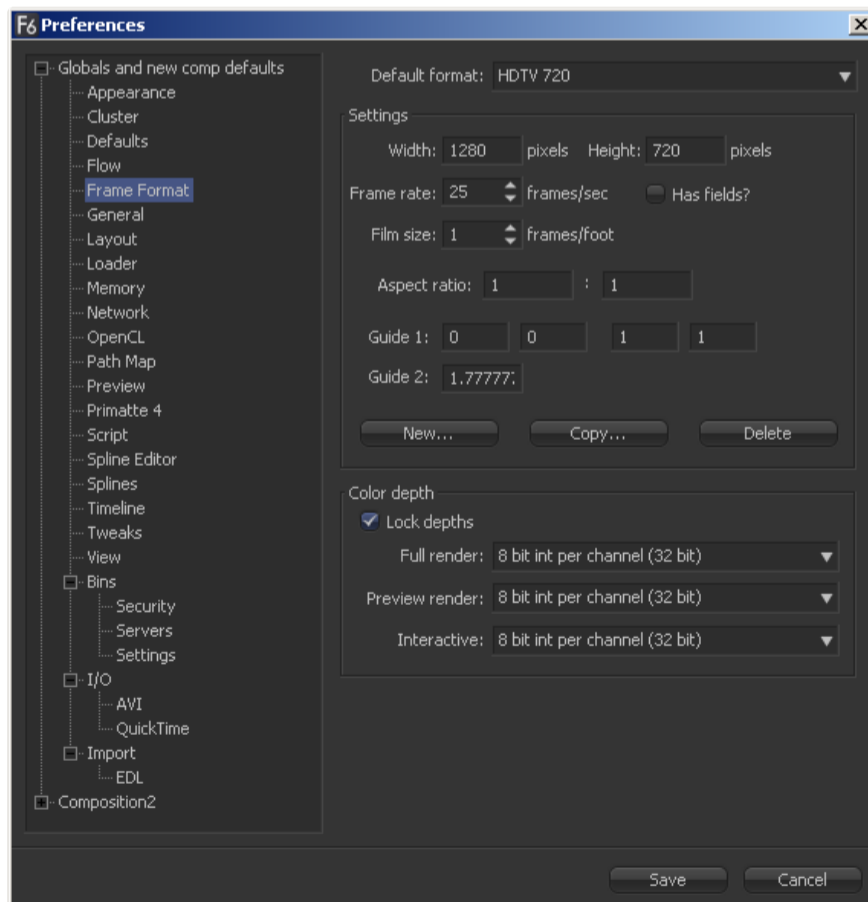 F6 Preferences
Globals and new comp defaults
Appearance
Cluster
Defaults
Flow
Frame Format
General
Layout
Loader
Memory
Network
OpenCL
Path Map
Preview
Primatte 4
Script
Spline Editor
Splines
Timeline
Tweaks
View
Bins
Security
Servers
Settings
I/O
AVI
QuickTime
Import
EDL
Composition2
Default format: HDTV 720
Settings
Width: 1280 pixels Height: 720 pixels
Frame rate: 25 frames/sec Has fields?
Film size: 1 frames/foot
Aspect ratio: 1 : 1
Guide 1: 0 0 1 1
Guide 2: 1.77777
New... Copy... Delete
Color depth
Lock depths
Full render: 8 bit int per channel (32 bit)
Preview render: 8 bit int per channel (32 bit)
Interactive: 8 bit int per channel (32 bit)
Save Cancel